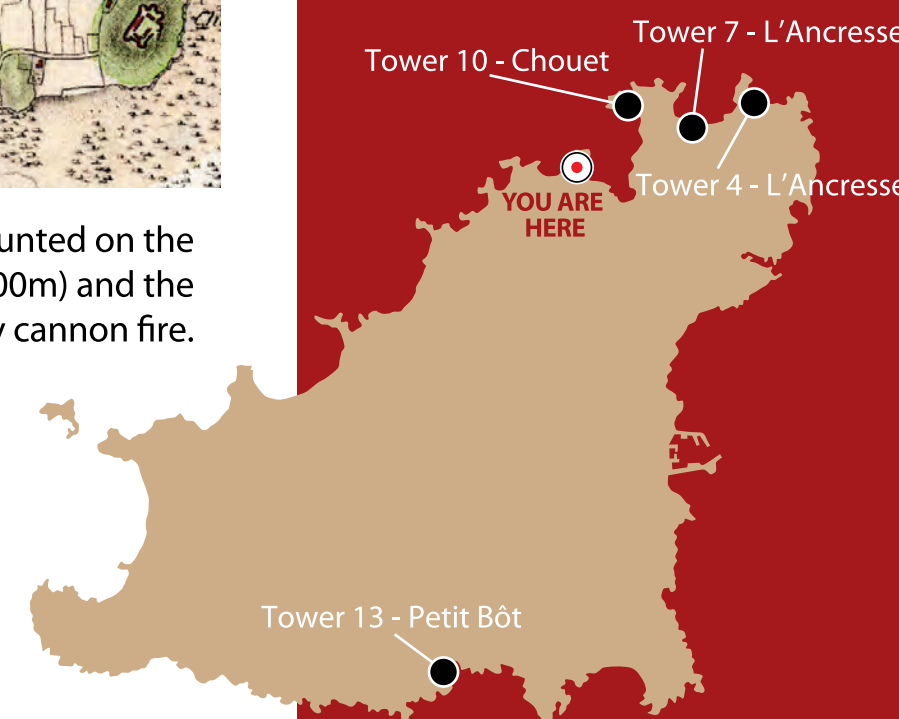 Tower 7 - L'Ancresse
Tower 10 - Chouet
Tower 4 - L'Ancresse
YOU ARE
HERE
unted on the
00m) and the
cannon fire.
Tower 13 - Petit Bôt